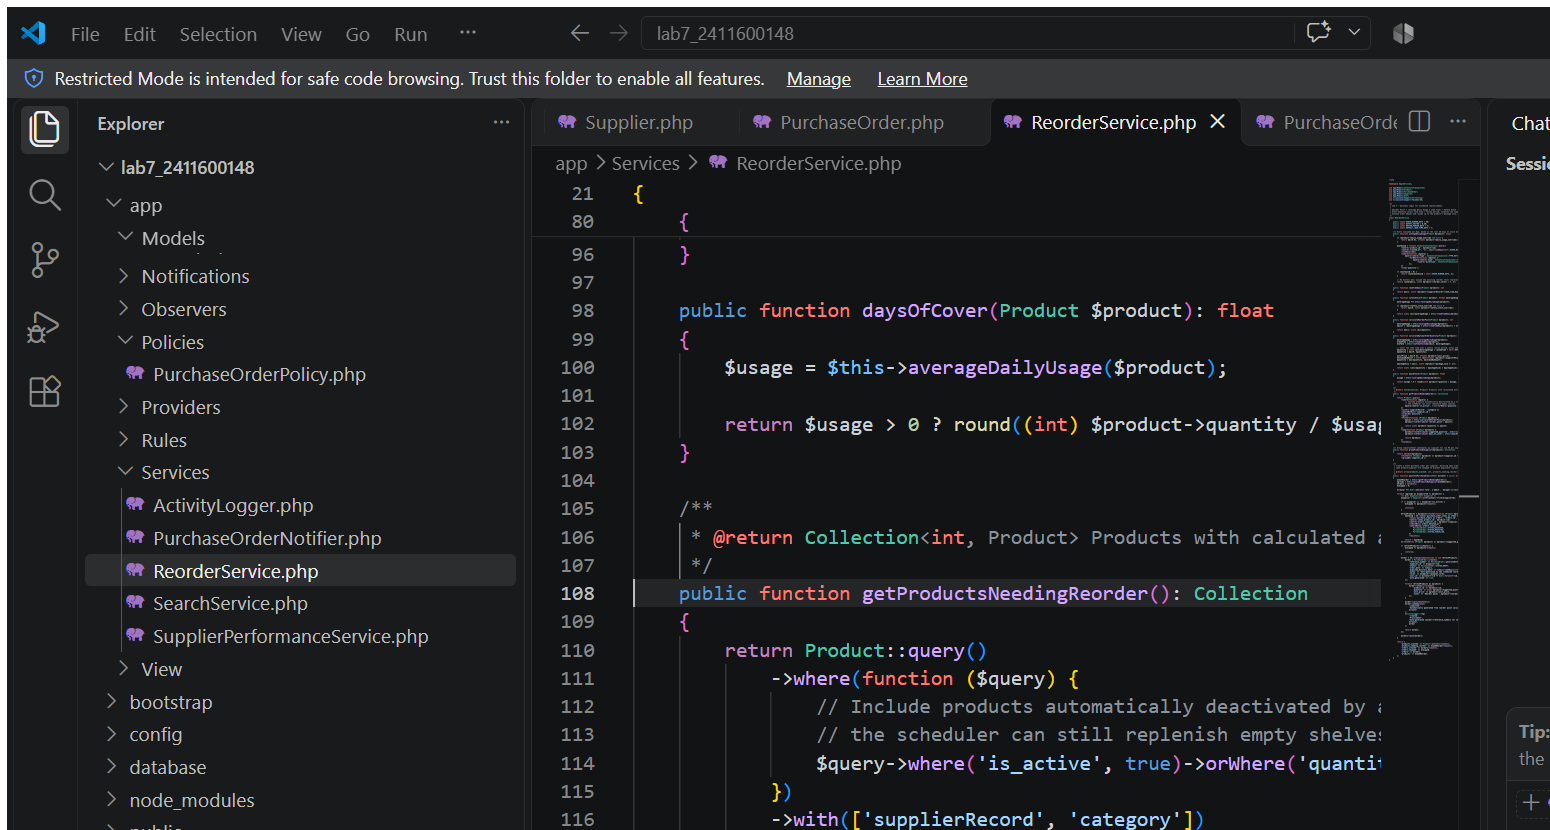 File Edit Selection View Go Run ... lab7_2411600148
Restricted Mode is intended for safe code browsing. Trust this folder to enable all features. Manage Learn More
Explorer ...
lab7_2411600148
app
Models
Notifications
Observers
Policies
PurchaseOrderPolicy.php
Providers
Rules
Services
ActivityLogger.php
PurchaseOrderNotifier.php
ReorderService.php
SearchService.php
SupplierPerformanceService.php
View
bootstrap
config
database
node_modules
Supplier.php PurchaseOrder.php ReorderService.php PurchaseOrde ...
app > Services > ReorderService.php
21 {
80 {
96 }
97
98 public function daysOfCover(Product $product): float
99 {
100 $usage = $this->averageDailyUsage($product);
101
102 return $usage > 0 ? round((int) $product->quantity / $usag
103 }
104
105 /**
106 * @return Collection<int, Product> Products with calculated a
107 */
108 public function getProductsNeedingReorder(): Collection
109 {
110 return Product::query()
111 ->where(function ($query) {
112 // Include products automatically deactivated by a
113 // the scheduler can still replenish empty shelves
114 $query->where('is_active', true)->orWhere('quantit
115 })
116 ->with(['supplierRecord', 'category'])
Chat
Sessio
Tip:
the